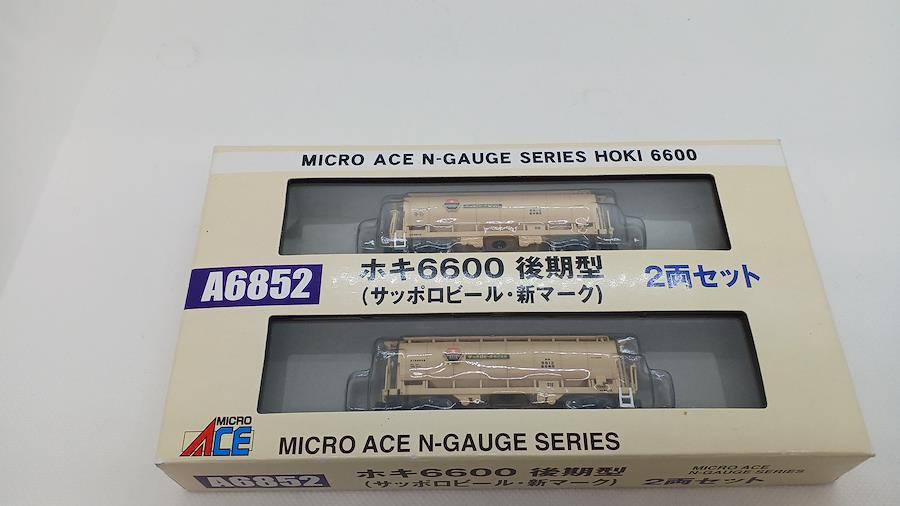 MICRO ACE N-GAUGE SERIES HOKI 6600
A6852
ホキ6600 後期型
(サッポロビール・新マーク)
2両セット
MICRO
ACE
MICRO ACE N-GAUGE SERIES
A6852
ホキ6600 後期型
(サッポロビール・新マーク)
MICRO ACE
N-GAUGE SERIES
2両セット